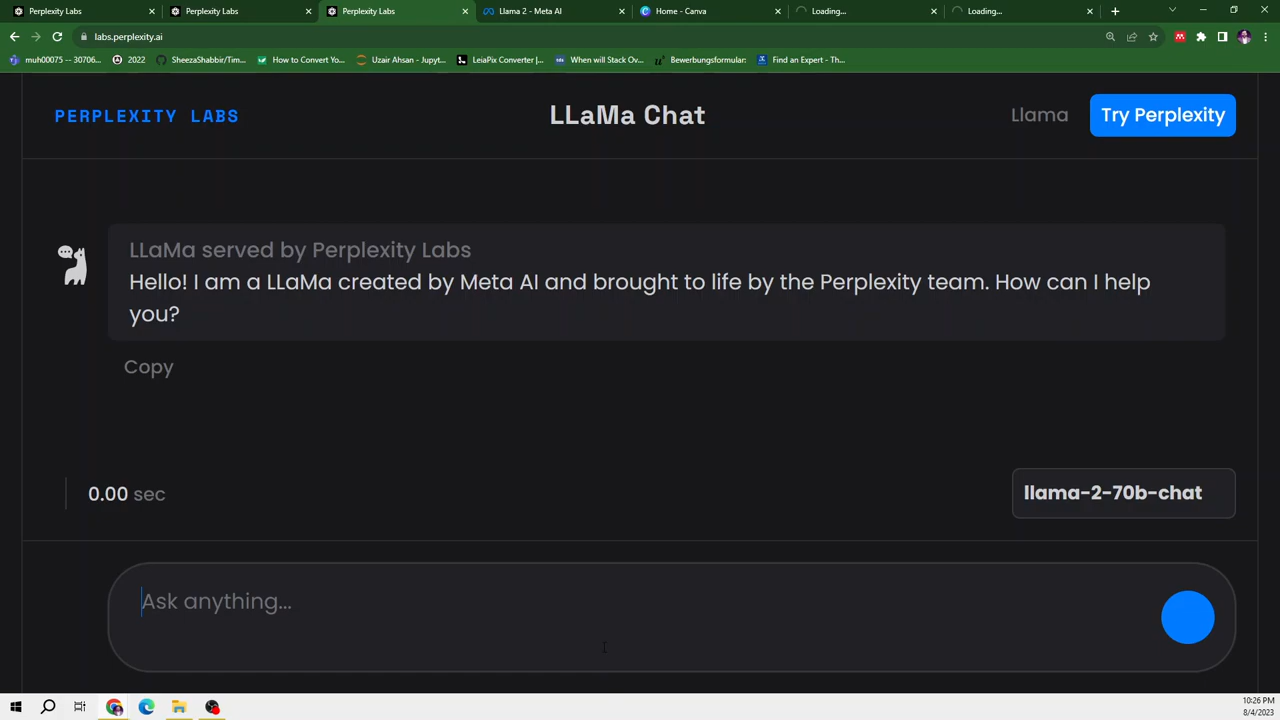 Perplexity Labs
Perplexity Labs
Perplexity Labs
Llama 2 - Meta AI
Home - Canva
Loading...
Loading...
labs.perplexity.ai
muh00075 -- 30706...
2022
SheezaShabbir/Tim...
How to Convert Yo...
Uzair Ahsan - Jupyt...
LeiaPix Converter |...
When will Stack Ov...
Bewerbungsformular:
Find an Expert - Th...
PERPLEXITY LABS
LLaMa Chat
Llama
Try Perplexity
LLaMa served by Perplexity Labs
Hello! I am a LLaMa created by Meta AI and brought to life by the Perplexity team. How can I help
you?
Copy
0.00 sec
llama-2-70b-chat
Ask anything...
10:26 PM
8/4/2023